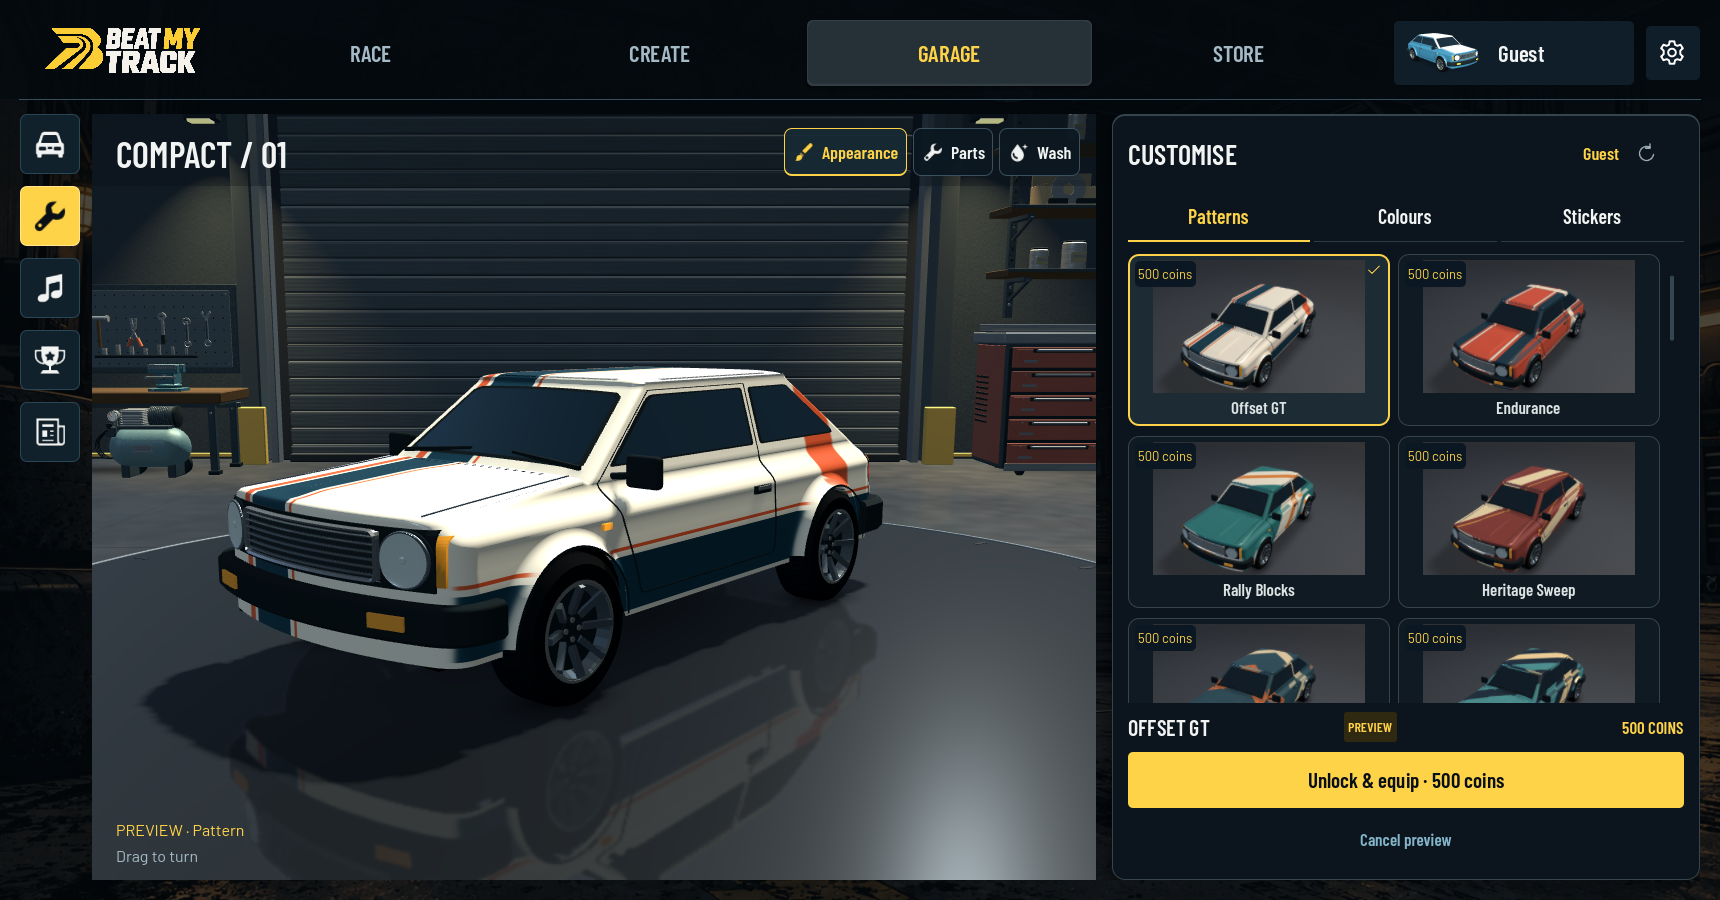 BEAT MY
TRACK
RACE
CREATE
GARAGE
STORE
Guest
COMPACT / 01
Appearance
Parts
Wash
CUSTOMISE
Guest
Patterns
Colours
Stickers
500 coins
Offset GT
500 coins
Endurance
500 coins
Rally Blocks
500 coins
Heritage Sweep
500 coins
500 coins
OFFSET GT
PREVIEW
500 COINS
Unlock & equip · 500 coins
Cancel preview
PREVIEW · Pattern
Drag to turn